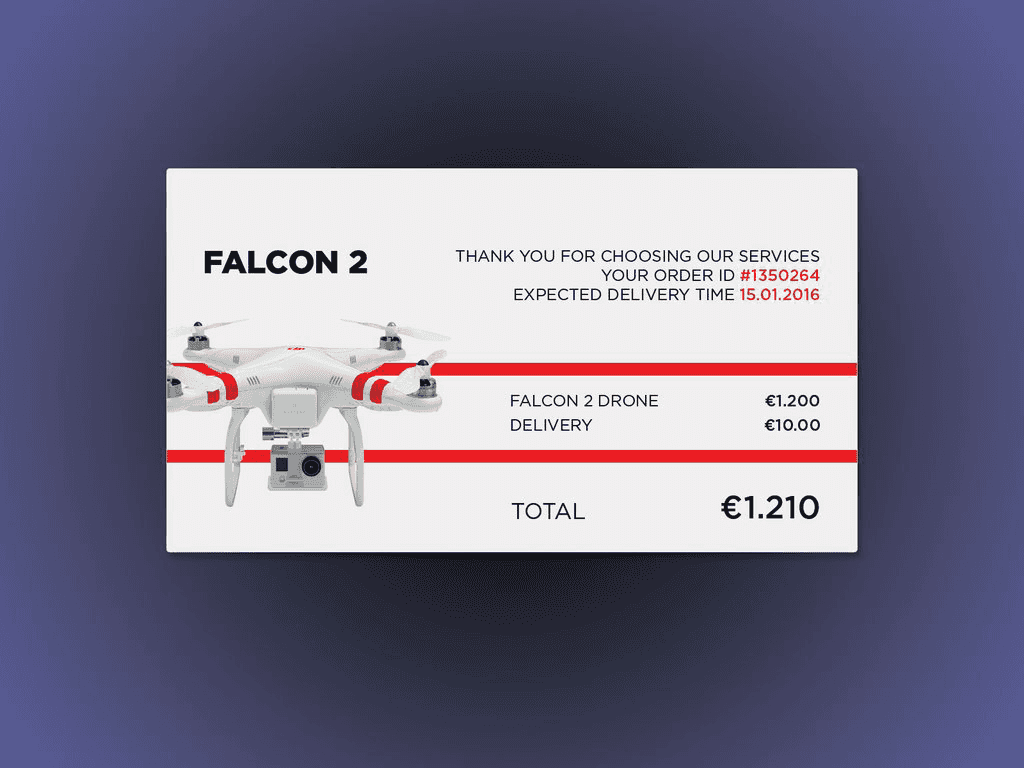 FALCON 2
THANK YOU FOR CHOOSING OUR SERVICES
YOUR ORDER ID #1350264
EXPECTED DELIVERY TIME 15.01.2016
FALCON 2 DRONE €1.200
DELIVERY €10.00
TOTAL €1.210